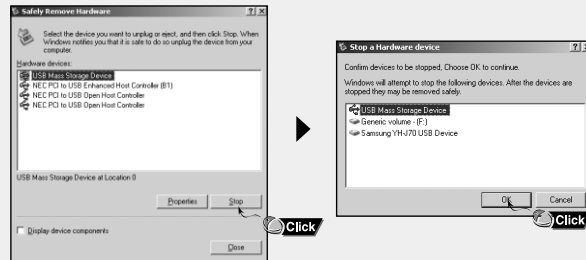 Safely Remove Hardware
Select the device you want to unplug or eject, and then click Stop. When
Windows notifies you that it is safe to do so unplug the device from your
computer.
Hardware devices:
USB Mass Storage Device
NEC PCI to USB Enhanced Host Controller (B1)
NEC PCI to USB Open Host Controller
NEC PCI to USB Open Host Controller
USB Mass Storage Device at Location 0
Properties Stop
Click
Display device components
Close
Stop a Hardware device
Confirm devices to be stopped, Choose OK to continue.
Windows will attempt to stop the following devices. After the devices are
stopped they may be removed safely.
USB Mass Storage Device
Generic volume - (F:)
Samsung YH-J70 USB Device
OK Cancel
Click